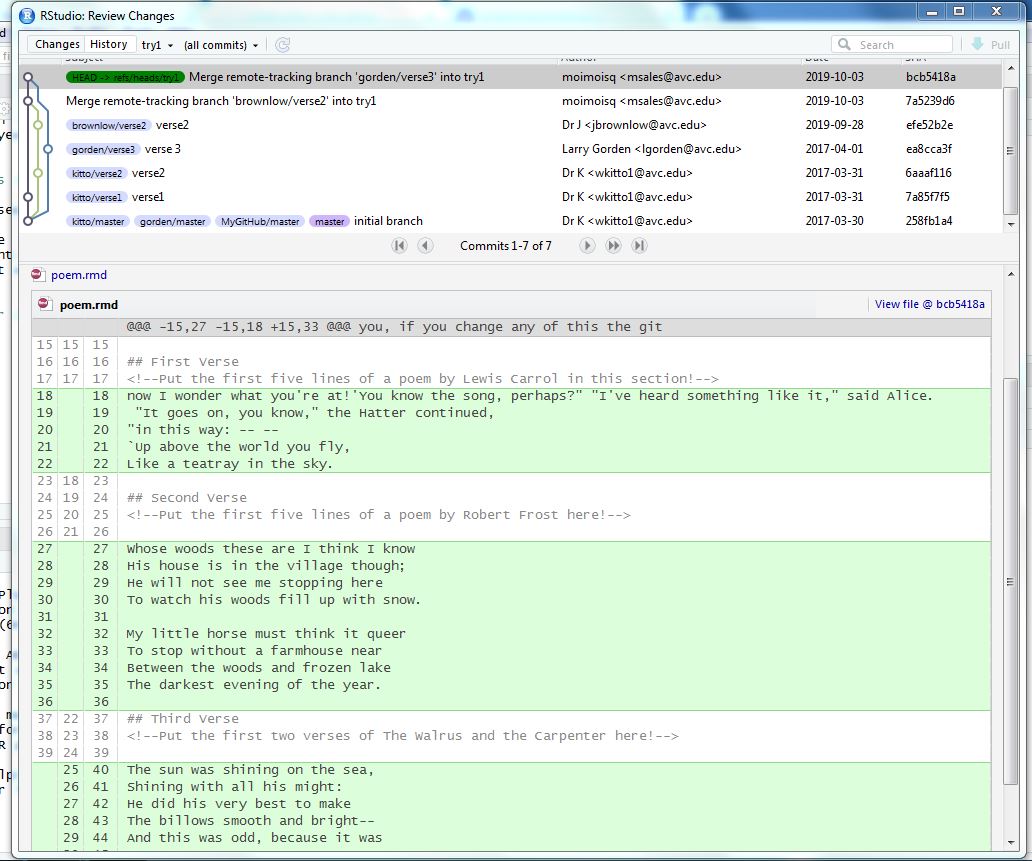 RStudio: Review Changes
Changes History try1 (all commits) Search Pull
Subject Author Date SHA
HEAD -> refs/heads/try1 Merge remote-tracking branch 'gorden/verse3' into try1 moimoisq <msales@avc.edu> 2019-10-03 bcb5418a
Merge remote-tracking branch 'brownlow/verse2' into try1 moimoisq <msales@avc.edu> 2019-10-03 7a5239d6
brownlow/verse2 verse2 Dr J <jbrownlow@avc.edu> 2019-09-28 efe52b2e
gorden/verse3 verse 3 Larry Gorden <lgorden@avc.edu> 2017-04-01 ea8cca3f
kitto/verse2 verse2 Dr K <wkitto1@avc.edu> 2017-03-31 6aaaf116
kitto/verse1 verse1 Dr K <wkitto1@avc.edu> 2017-03-31 7a85f7f5
kitto/master gorden/master MyGitHub/master master initial branch Dr K <wkitto1@avc.edu> 2017-03-30 258fb1a4
Commits 1-7 of 7
poem.rmd
poem.rmd View file @ bcb5418a
@@@ -15,27 -15,18 +15,33 @@@ you, if you change any of this the git
15 15 15
16 16 16 ## First Verse
17 17 17 <!--Put the first five lines of a poem by Lewis Carrol in this section!-->
18 18 now I wonder what you're at!'You know the song, perhaps?" "I've heard something like it," said Alice.
19 19 "It goes on, you know," the Hatter continued,
20 20 "in this way: -- --
21 21 `Up above the world you fly,
22 22 Like a teatray in the sky.
23 18 23
24 19 24 ## Second Verse
25 20 25 <!--Put the first five lines of a poem by Robert Frost here!-->
26 21 26
27 27 Whose woods these are I think I know
28 28 His house is in the village though;
29 29 He will not see me stopping here
30 30 To watch his woods fill up with snow.
31 31
32 32 My little horse must think it queer
33 33 To stop without a farmhouse near
34 34 Between the woods and frozen lake
35 35 The darkest evening of the year.
36 36
37 22 37 ## Third Verse
38 23 38 <!--Put the first two verses of The Walrus and the Carpenter here!-->
39 24 39
25 40 The sun was shining on the sea,
26 41 Shining with all his might:
27 42 He did his very best to make
28 43 The billows smooth and bright--
29 44 And this was odd, because it was